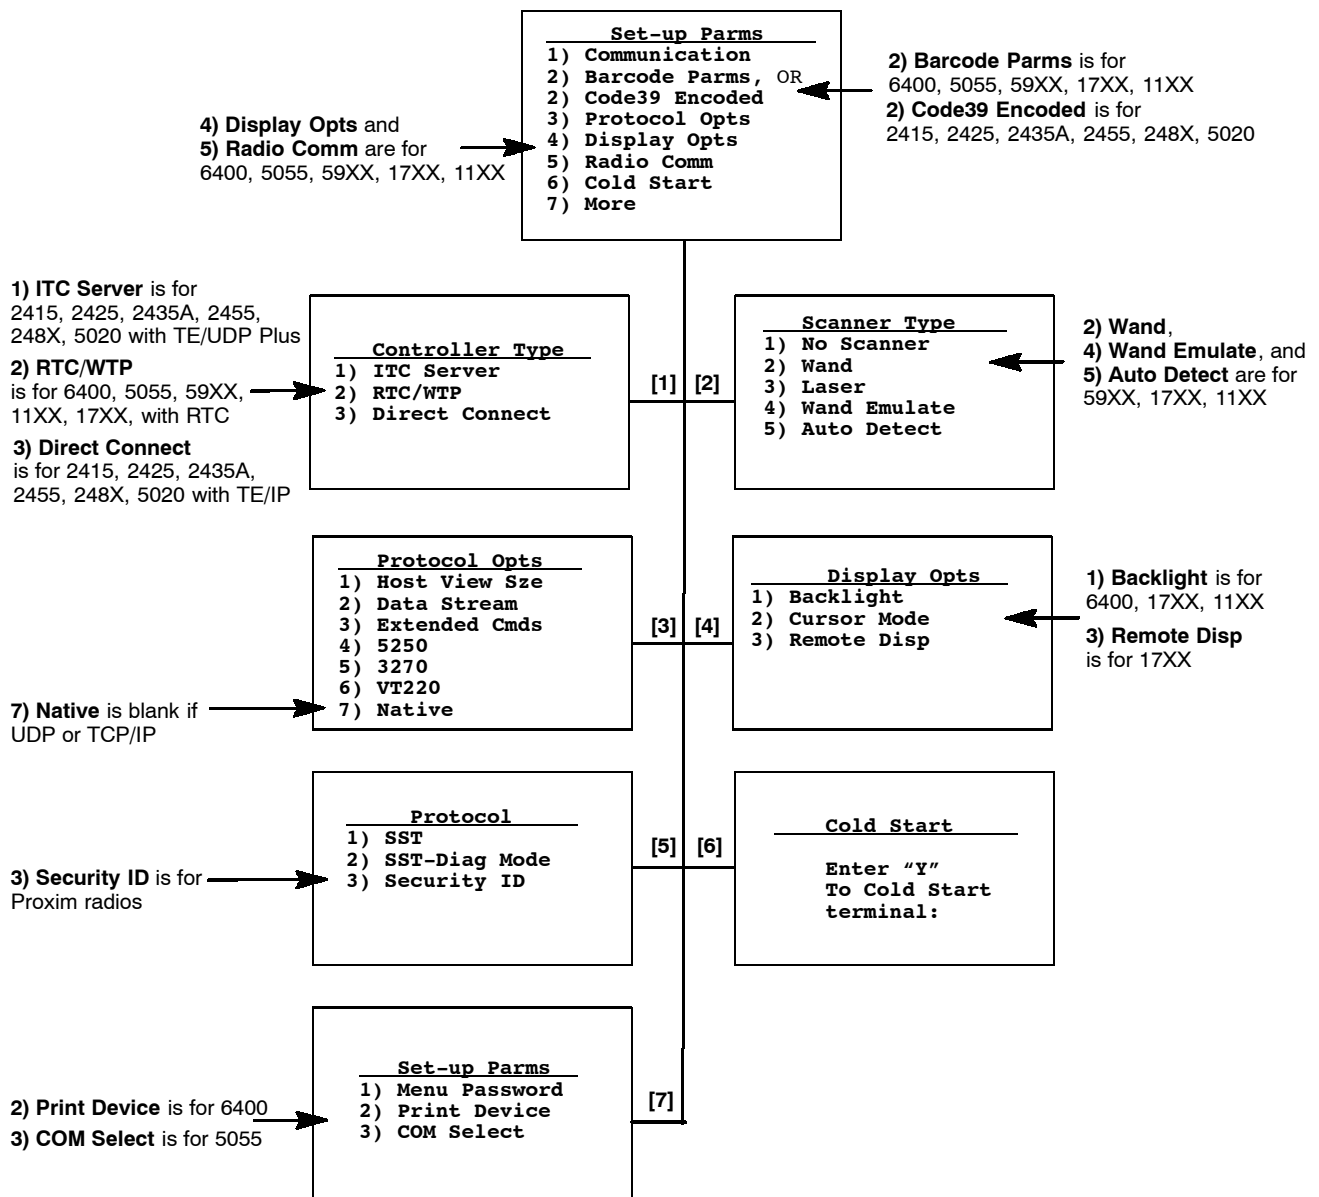 Set-up Parms
1) Communication
2) Barcode Parms, OR
2) Code39 Encoded
3) Protocol Opts
4) Display Opts
5) Radio Comm
6) Cold Start
7) More
2) Barcode Parms is for
6400, 5055, 59XX, 17XX, 11XX
2) Code39 Encoded is for
2415, 2425, 2435A, 2455, 248X, 5020
4) Display Opts and
5) Radio Comm are for
6400, 5055, 59XX, 17XX, 11XX
1) ITC Server is for
2415, 2425, 2435A, 2455,
248X, 5020 with TE/UDP Plus
2) RTC/WTP
is for 6400, 5055, 59XX,
11XX, 17XX, with RTC
3) Direct Connect
is for 2415, 2425, 2435A,
2455, 248X, 5020 with TE/IP
Controller Type
1) ITC Server
2) RTC/WTP
3) Direct Connect
[1] [2]
Scanner Type
1) No Scanner
2) Wand
3) Laser
4) Wand Emulate
5) Auto Detect
2) Wand,
4) Wand Emulate, and
5) Auto Detect are for
59XX, 17XX, 11XX
Protocol Opts
1) Host View Sze
2) Data Stream
3) Extended Cmds
4) 5250
5) 3270
6) VT220
7) Native
7) Native is blank if
UDP or TCP/IP
[3] [4]
Display Opts
1) Backlight
2) Cursor Mode
3) Remote Disp
1) Backlight is for
6400, 17XX, 11XX
3) Remote Disp
is for 17XX
Protocol
1) SST
2) SST-Diag Mode
3) Security ID
3) Security ID is for
Proxim radios
[5] [6]
Cold Start
Enter “Y”
To Cold Start
terminal:
Set-up Parms
1) Menu Password
2) Print Device
3) COM Select
2) Print Device is for 6400
3) COM Select is for 5055
[7]